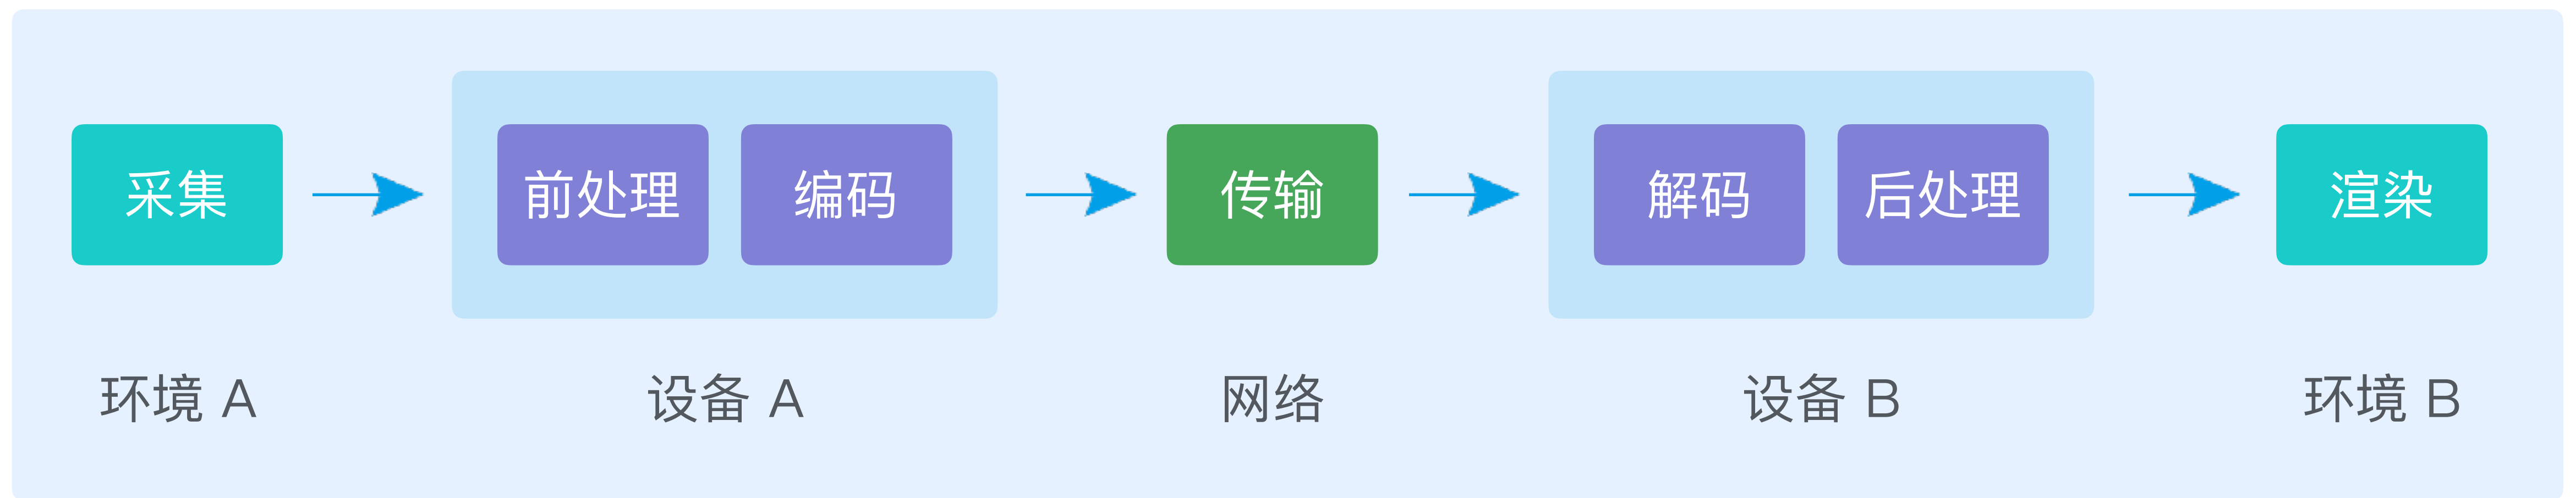 采集
前处理
编码
传输
解码
后处理
渲染
环境 A
设备 A
网络
设备 B
环境 B